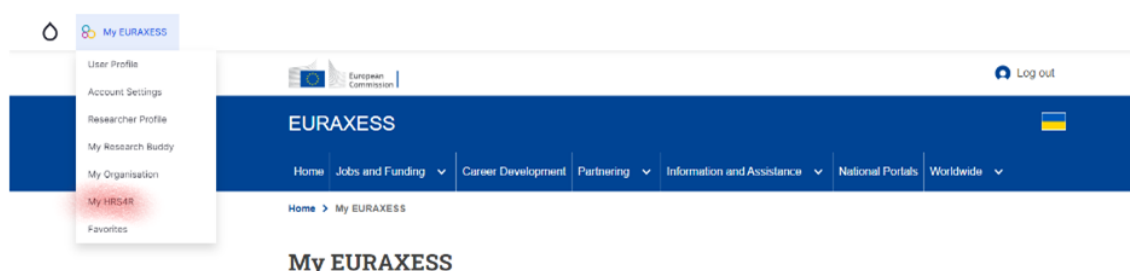 My EURAXESS
User Profile
Account Settings
Researcher Profile
My Research Buddy
My Organisation
My HRS4R
Favorites
European
Commission
Log out
EURAXESS
Home Jobs and Funding Career Development Partnering Information and Assistance National Portals Worldwide
Home > My EURAXESS
My EURAXESS